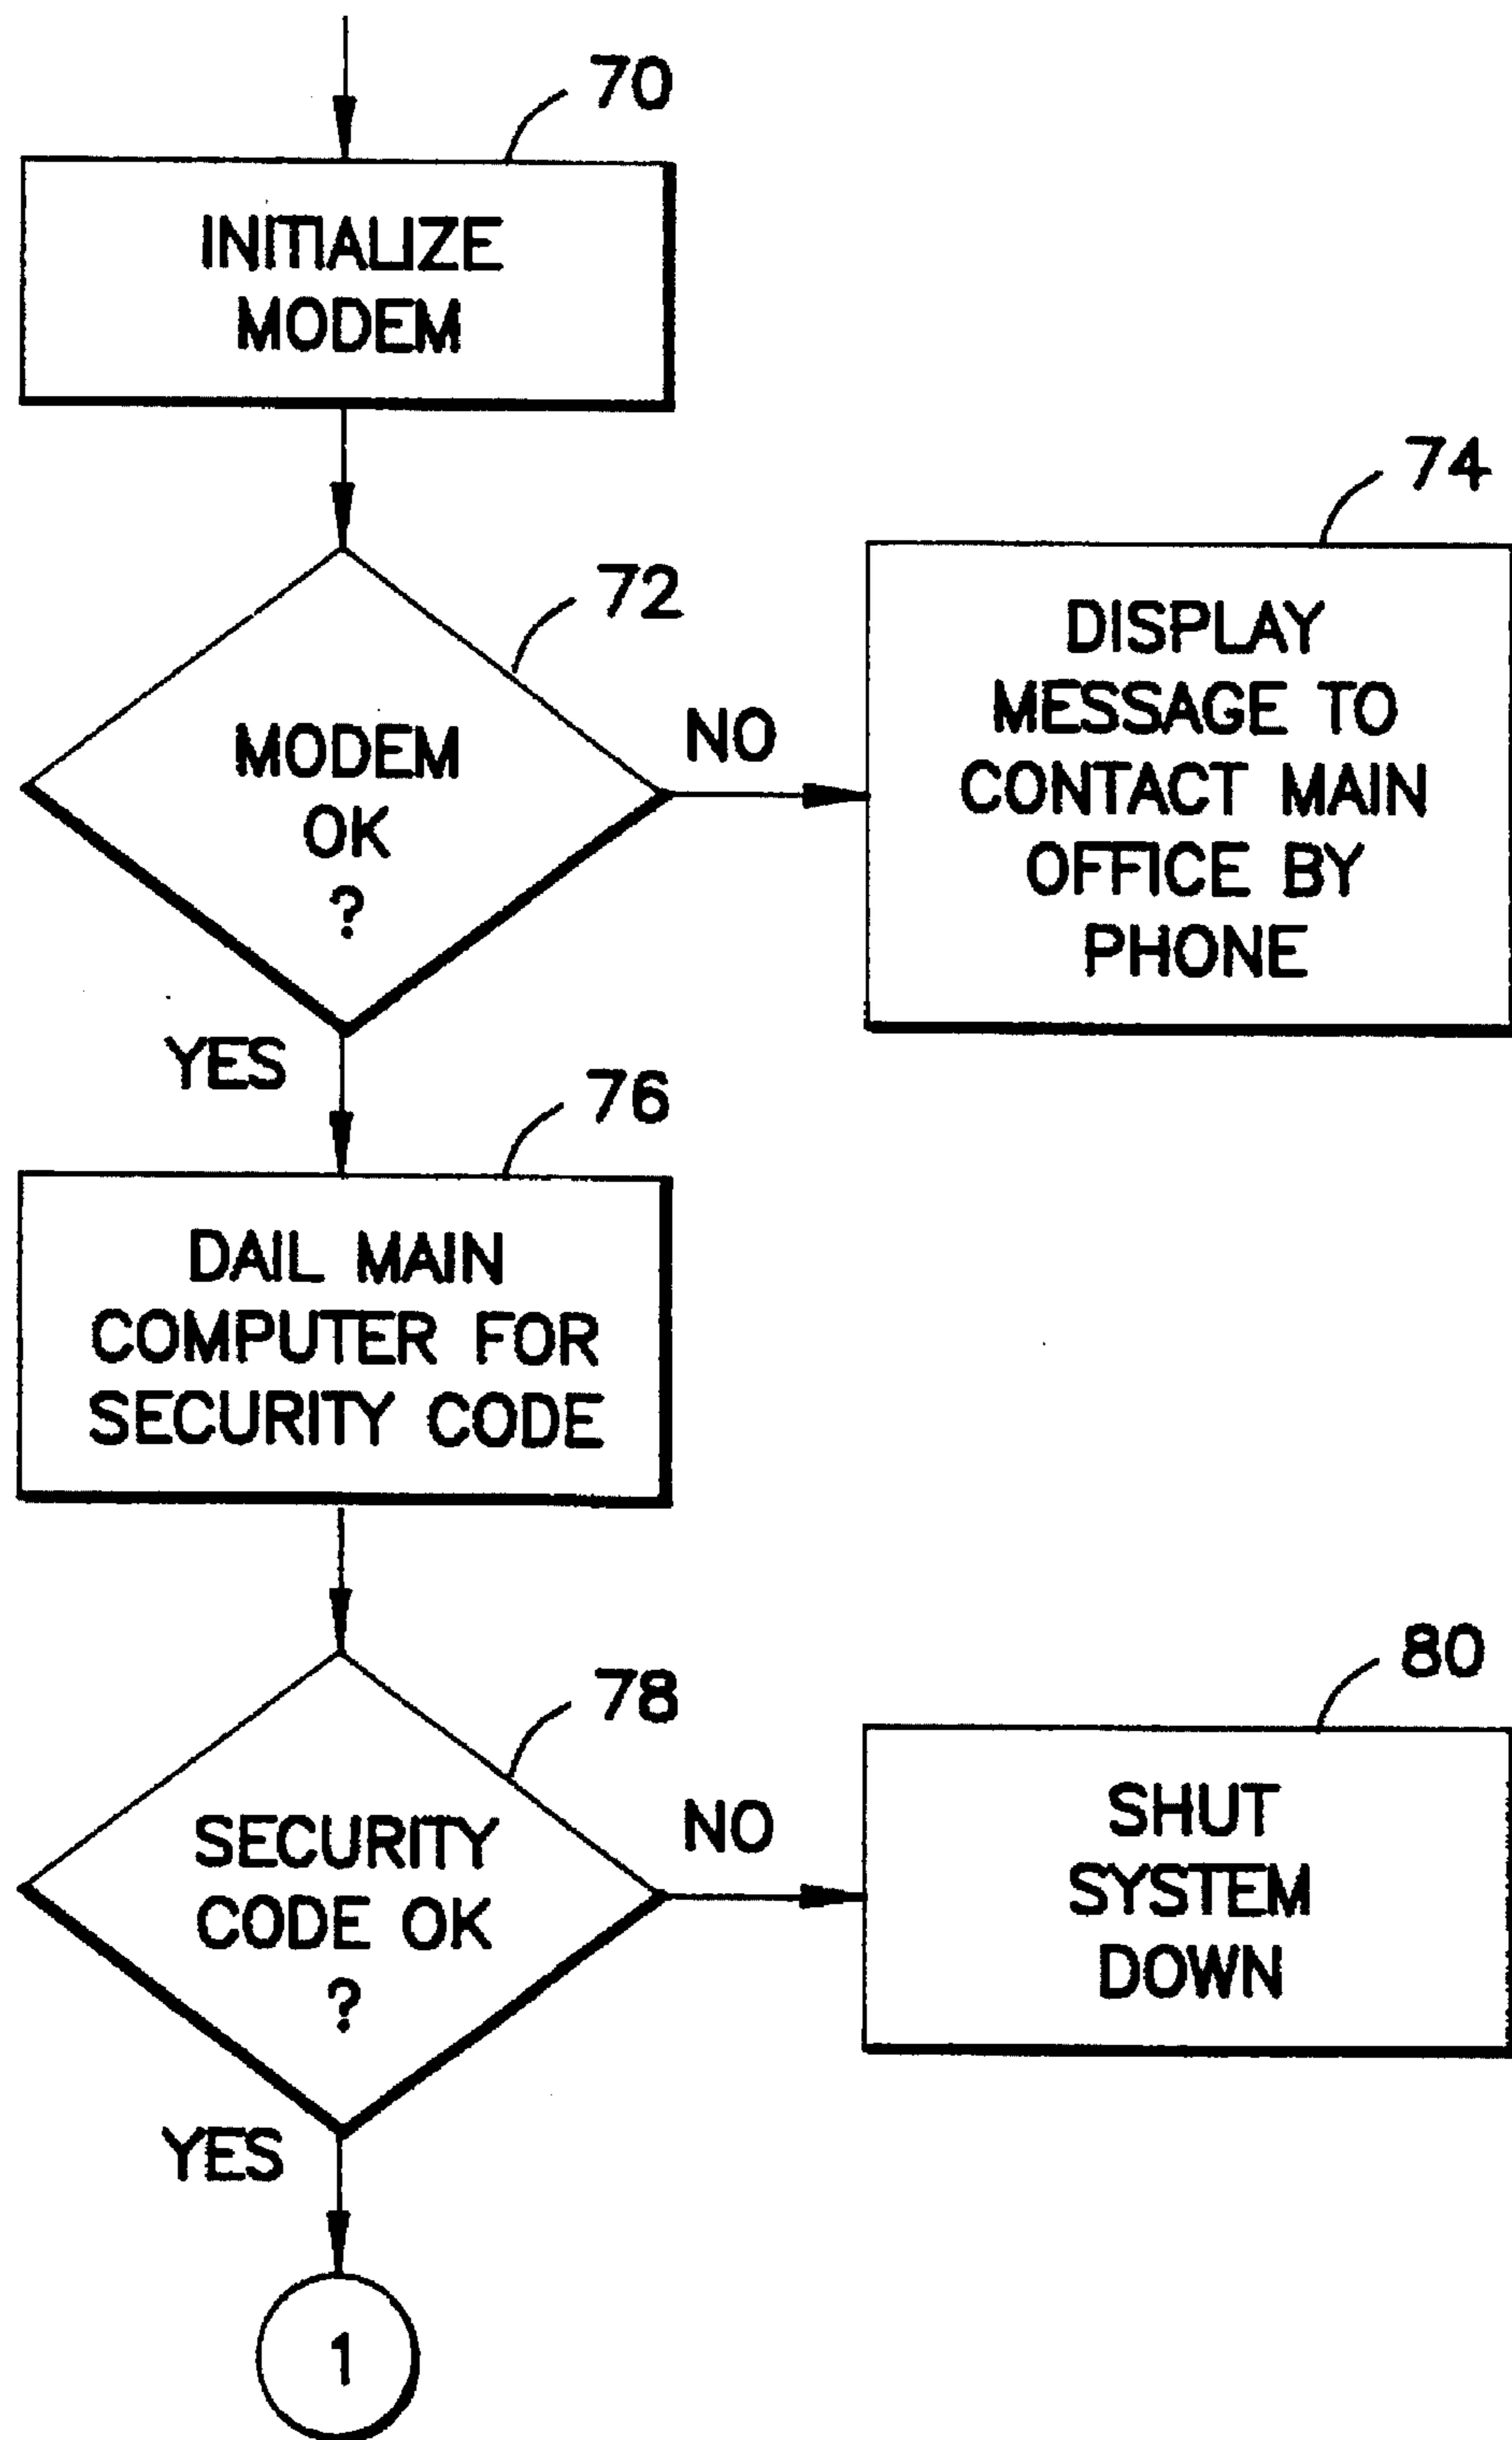 70
INITIALIZE
MODEM
72
MODEM
OK
?
NO
74
DISPLAY
MESSAGE TO
CONTACT MAIN
OFFICE BY
PHONE
YES
76
DAIL MAIN
COMPUTER FOR
SECURITY CODE
78
SECURITY
CODE OK
?
NO
80
SHUT
SYSTEM
DOWN
YES
1